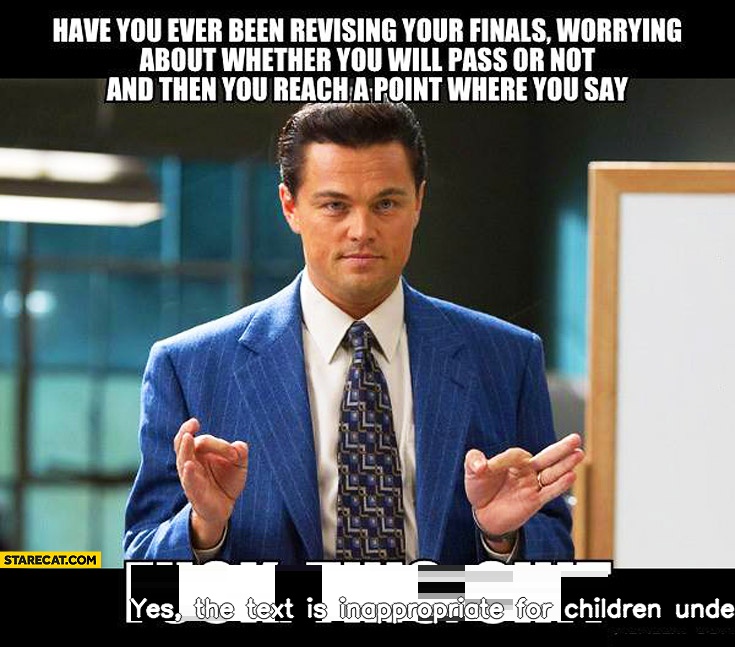 HAVE YOU EVER BEEN REVISING YOUR FINALS, WORRYING
ABOUT WHETHER YOU WILL PASS OR NOT
AND THEN YOU REACH A POINT WHERE YOU SAY
STARECAT.COM
Yes, the text is inappropriate for children unde